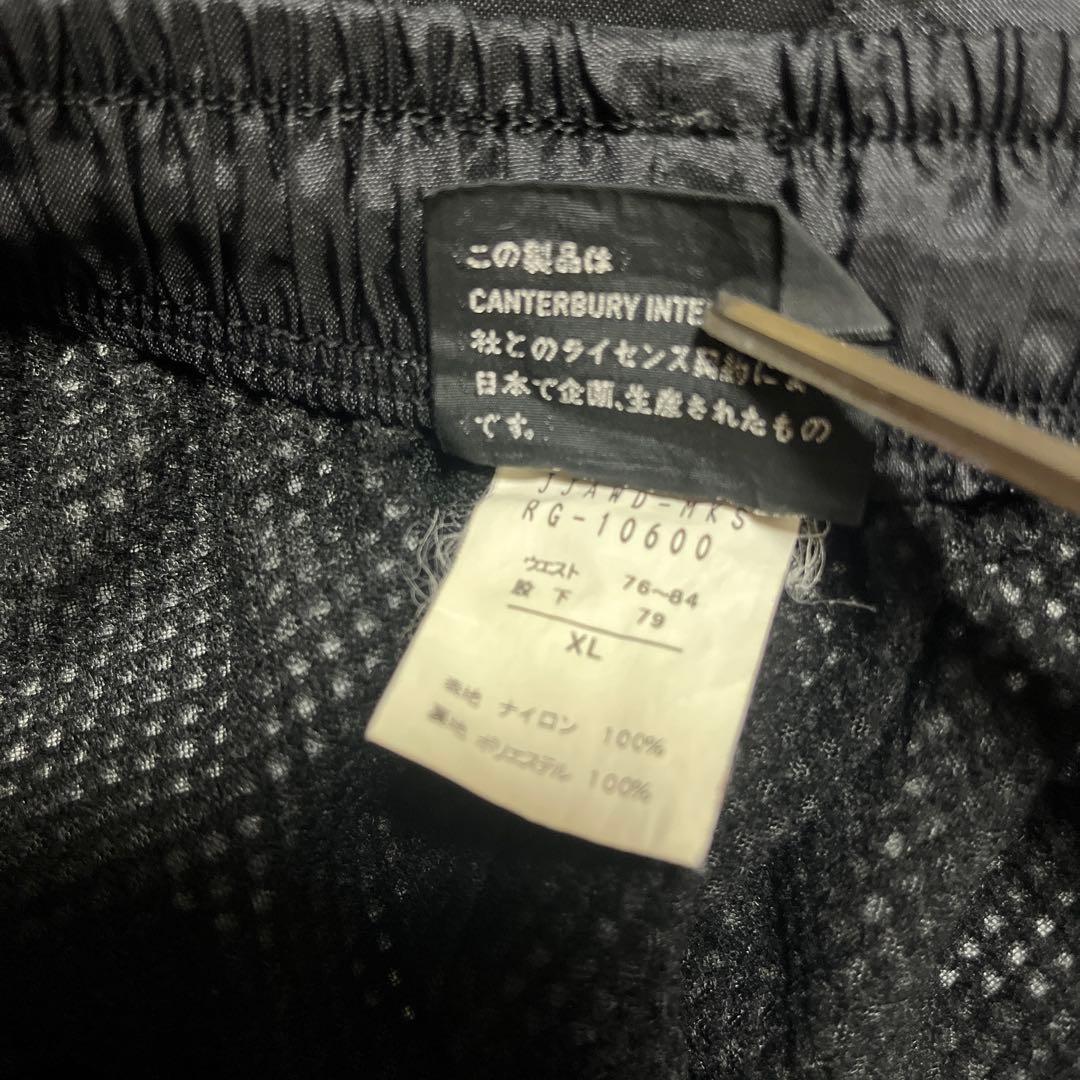 この製品は
CANTERBURY INTE
社とのライセンス契約に
日本で企画、生産されたもの
です。
JJAWD-MKS
RG-10600
ウエスト 76～84
股下 79
XL
表地 ナイロン 100%
裏地 ポリエステル 100%